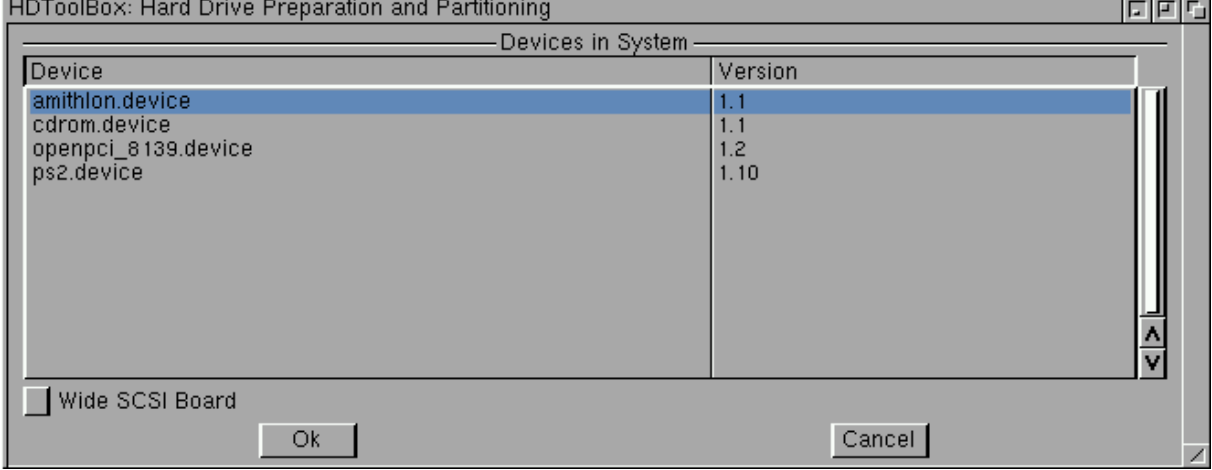 HDToolBox: Hard Drive Preparation and Partitioning
Devices in System
Device Version
amithlon.device 1.1
cdrom.device 1.1
openpci_8139.device 1.2
ps2.device 1.10
Wide SCSI Board
Ok Cancel